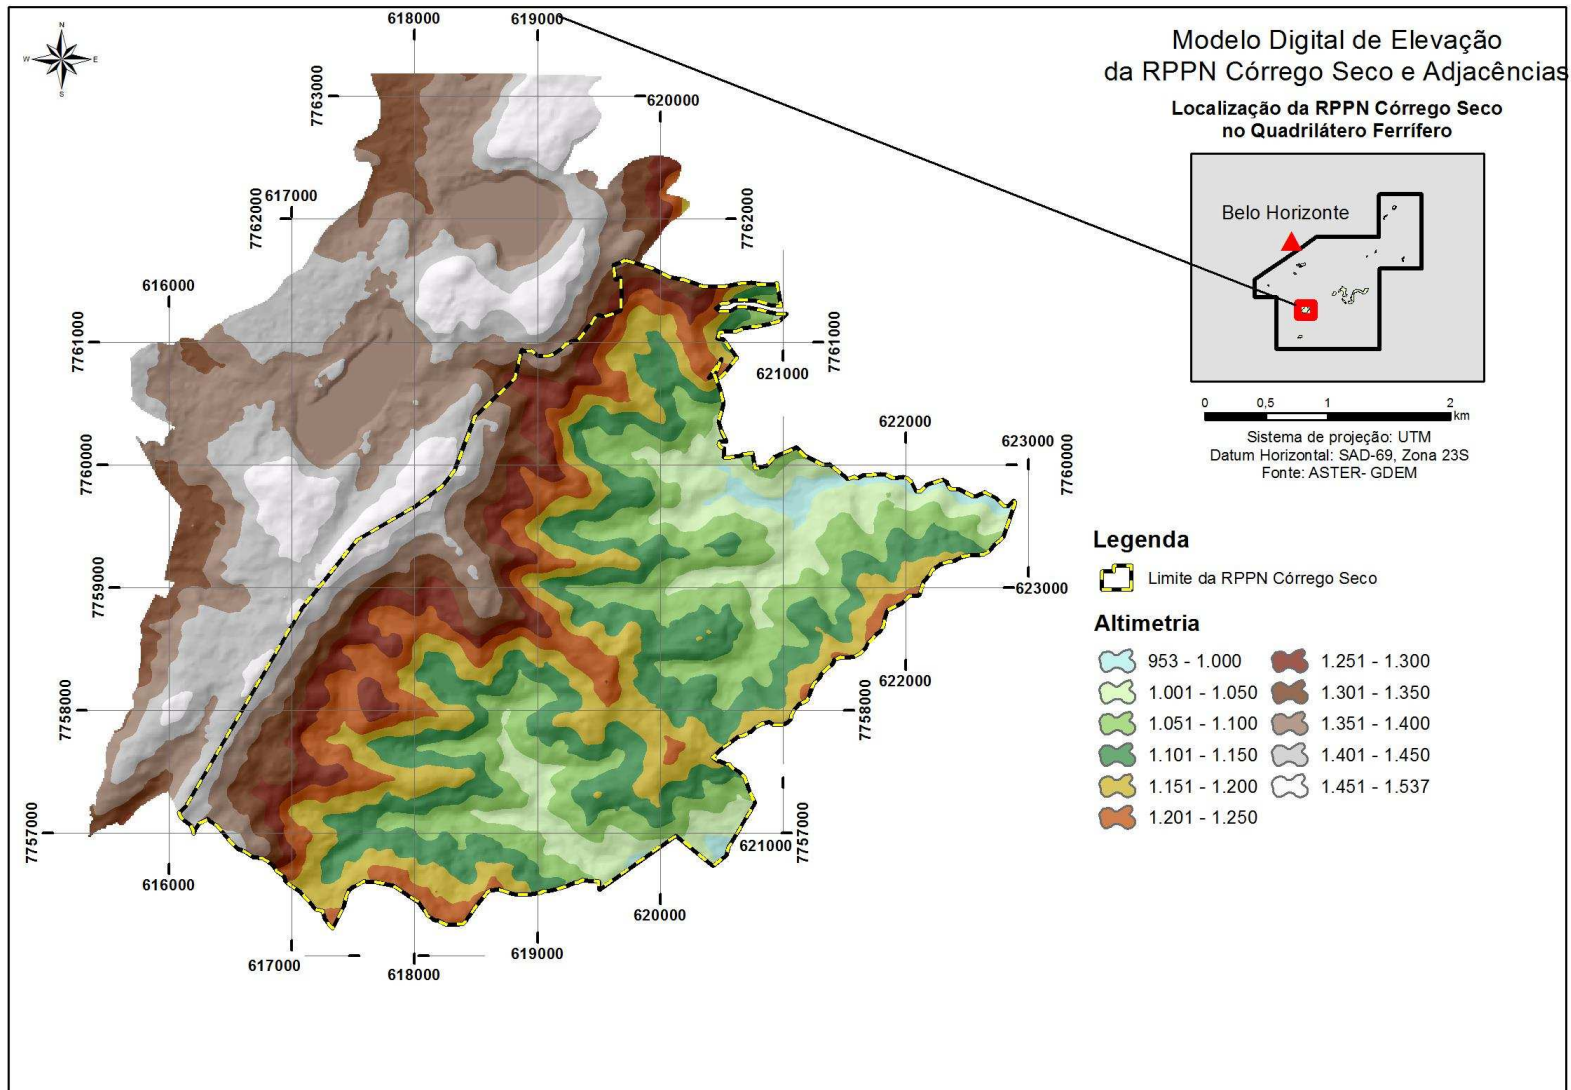 618000
619000
N
W
E
S
7763000
620000
617000
7762000
7762000
616000
7761000
7761000
621000
622000
623000
7760000
7760000
7759000
623000
622000
7758000
7758000
7757000
7757000
621000
616000
620000
619000
617000
618000
Modelo Digital de Elevação
da RPPN Córrego Seco e Adjacências
Localização da RPPN Córrego Seco
no Quadrilátero Ferrífero
Belo Horizonte
0 0,5 1 2
km
Sistema de projeção: UTM
Datum Horizontal: SAD-69, Zona 23S
Fonte: ASTER- GDEM
Legenda
Limite da RPPN Córrego Seco
Altimetria
953 - 1.000
1.001 - 1.050
1.051 - 1.100
1.101 - 1.150
1.151 - 1.200
1.201 - 1.250
1.251 - 1.300
1.301 - 1.350
1.351 - 1.400
1.401 - 1.450
1.451 - 1.537